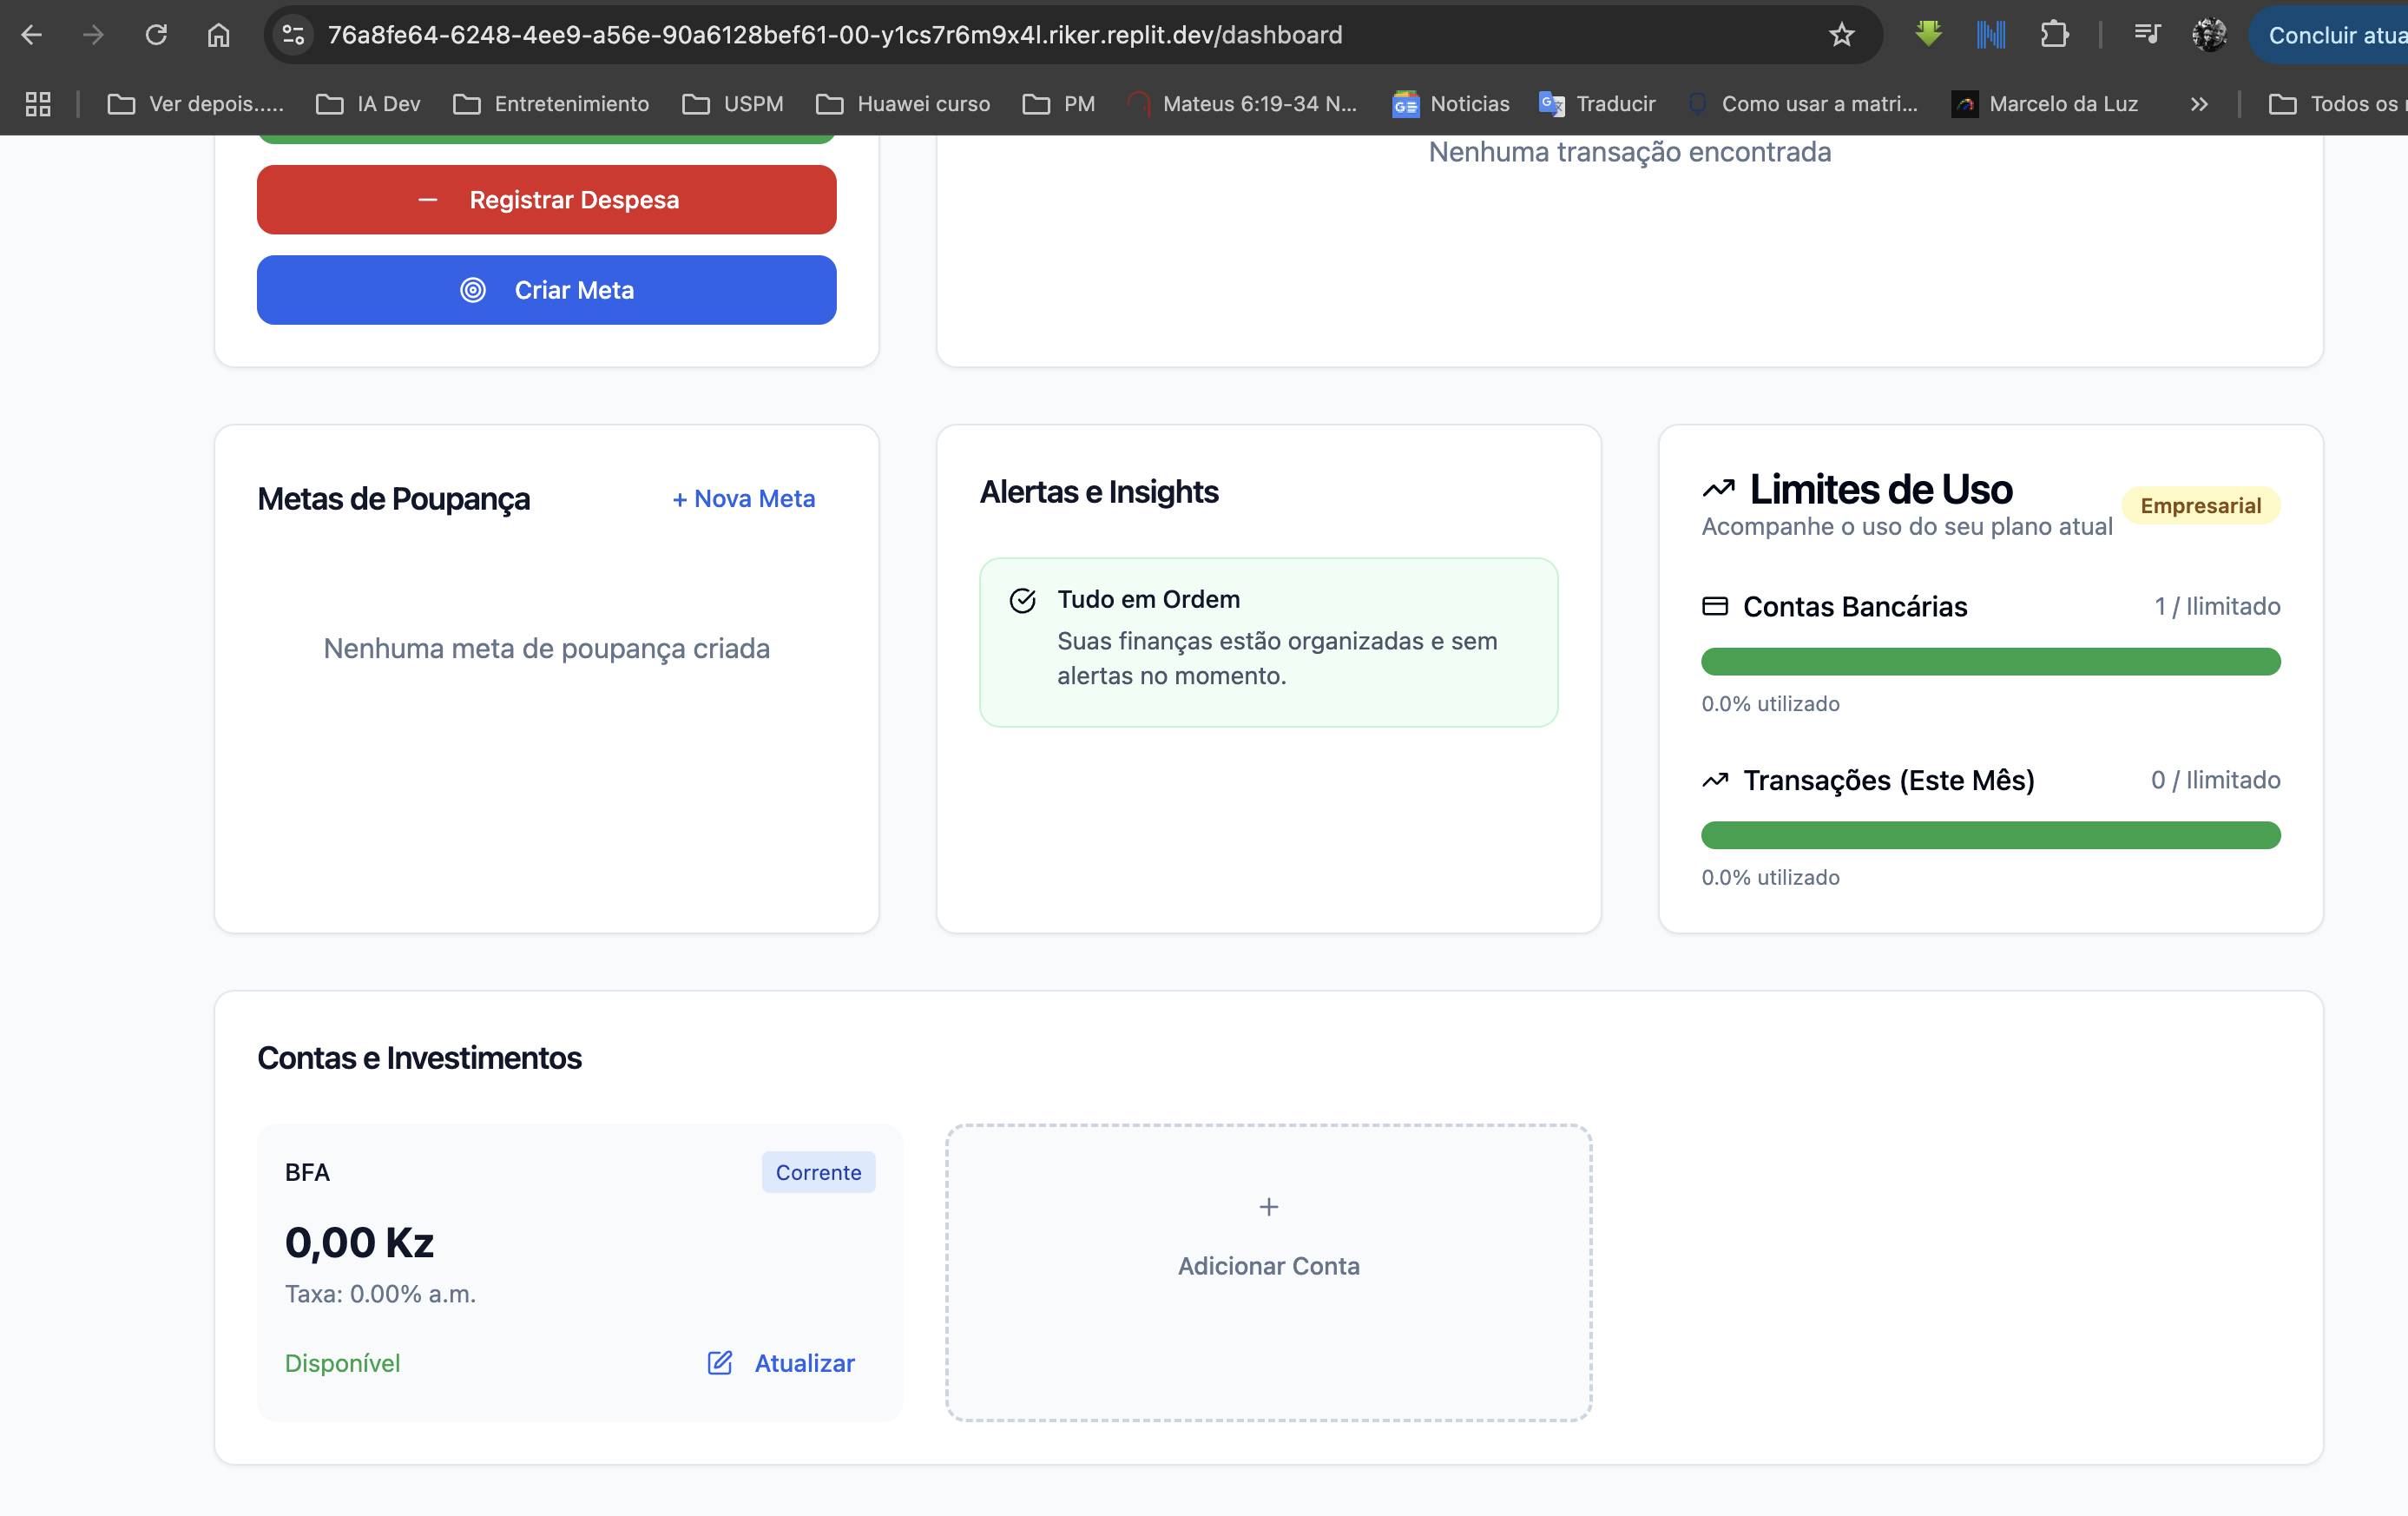 76a8fe64-6248-4ee9-a56e-90a6128bef61-00-y1cs7r6m9x4l.riker.replit.dev/dashboard
Concluir atua
Ver depois.....
IA Dev
Entretenimiento
USPM
Huawei curso
PM
Mateus 6:19-34 N...
Noticias
Traducir
Como usar a matri...
Marcelo da Luz
Todos os
Nenhuma transação encontrada
Registrar Despesa
Criar Meta
Metas de Poupança
+ Nova Meta
Nenhuma meta de poupança criada
Alertas e Insights
Tudo em Ordem
Suas finanças estão organizadas e sem
alertas no momento.
Limites de Uso
Acompanhe o uso do seu plano atual
Empresarial
Contas Bancárias
1 / Ilimitado
0.0% utilizado
Transações (Este Mês)
0 / Ilimitado
0.0% utilizado
Contas e Investimentos
BFA
Corrente
0,00 Kz
Taxa: 0.00% a.m.
Disponível
Atualizar
+
Adicionar Conta